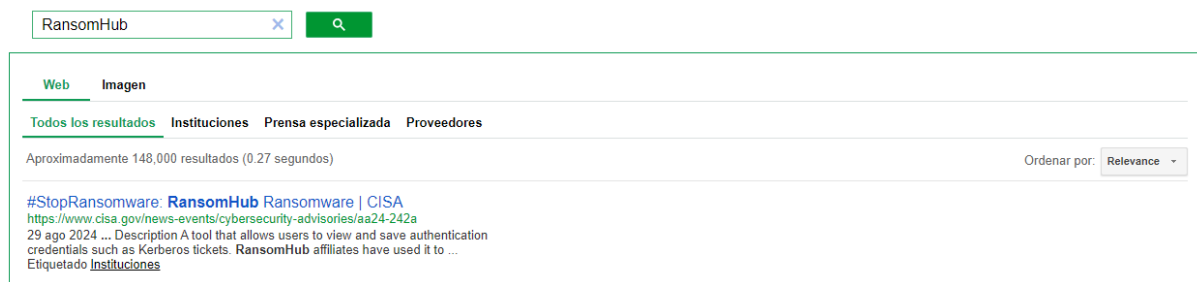 RansomHub
Web Imagen
Todos los resultados Instituciones Prensa especializada Proveedores
Aproximadamente 148,000 resultados (0.27 segundos) Ordenar por: Relevance
#StopRansomware: RansomHub Ransomware | CISA
https://www.cisa.gov/news-events/cybersecurity-advisories/aa24-242a
29 ago 2024 ... Description A tool that allows users to view and save authentication
credentials such as Kerberos tickets. RansomHub affiliates have used it to ...
Etiquetado Instituciones